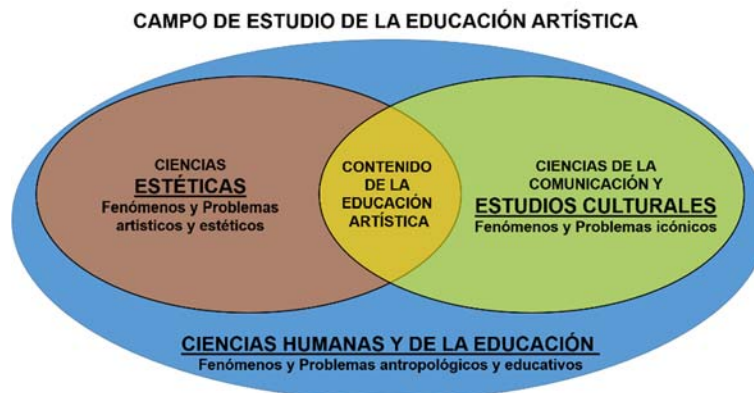 CAMPO DE ESTUDIO DE LA EDUCACIÓN ARTÍSTICA
CIENCIAS
ESTÉTICAS
Fenómenos y Problemas
artísticos y estéticos
CONTENIDO
DE LA
EDUCACIÓN
ARTÍSTICA
CIENCIAS DE LA
COMUNICACIÓN Y
ESTUDIOS CULTURALES
Fenómenos y Problemas icónicos
CIENCIAS HUMANAS Y DE LA EDUCACIÓN
Fenómenos y Problemas antropológicos y educativos